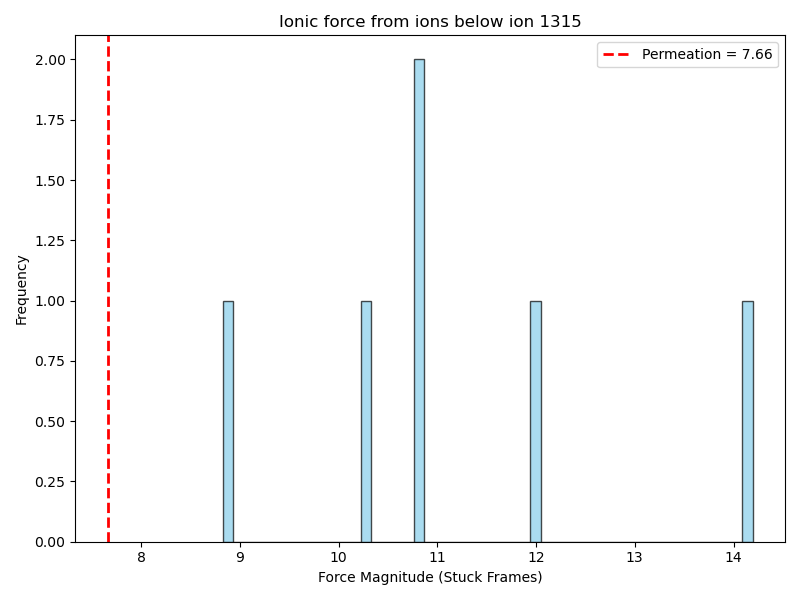 Ionic force from ions below ion 1315
Permeation = 7.66
2.00
1.75
1.50
1.25
1.00
0.75
0.50
0.25
0.00
Frequency
8 9 10 11 12 13 14
Force Magnitude (Stuck Frames)